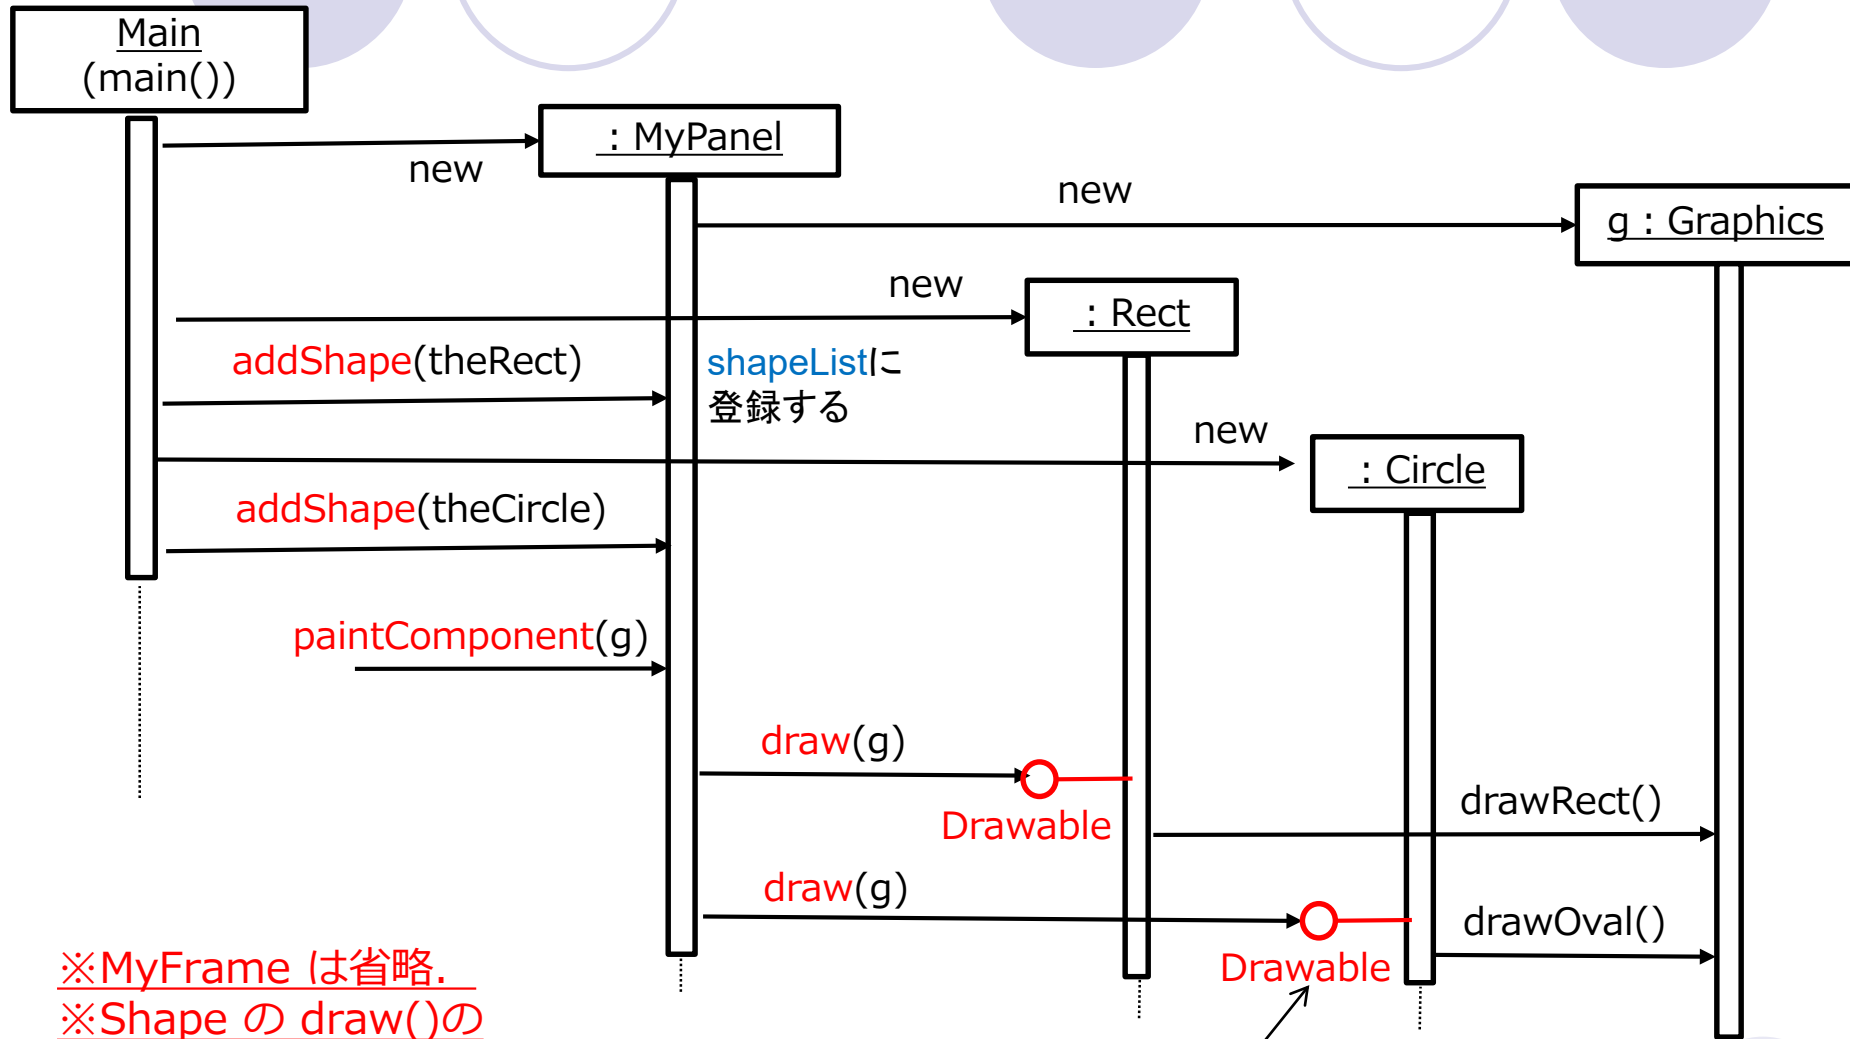 Main
(main())
: MyPanel
new
new
g : Graphics
new
: Rect
addShape(theRect)
shapeListに
登録する
new
: Circle
addShape(theCircle)
paintComponent(g)
draw(g)
Drawable
drawRect()
draw(g)
Drawable
drawOval()
※MyFrame は省略.
※Shape の draw()の